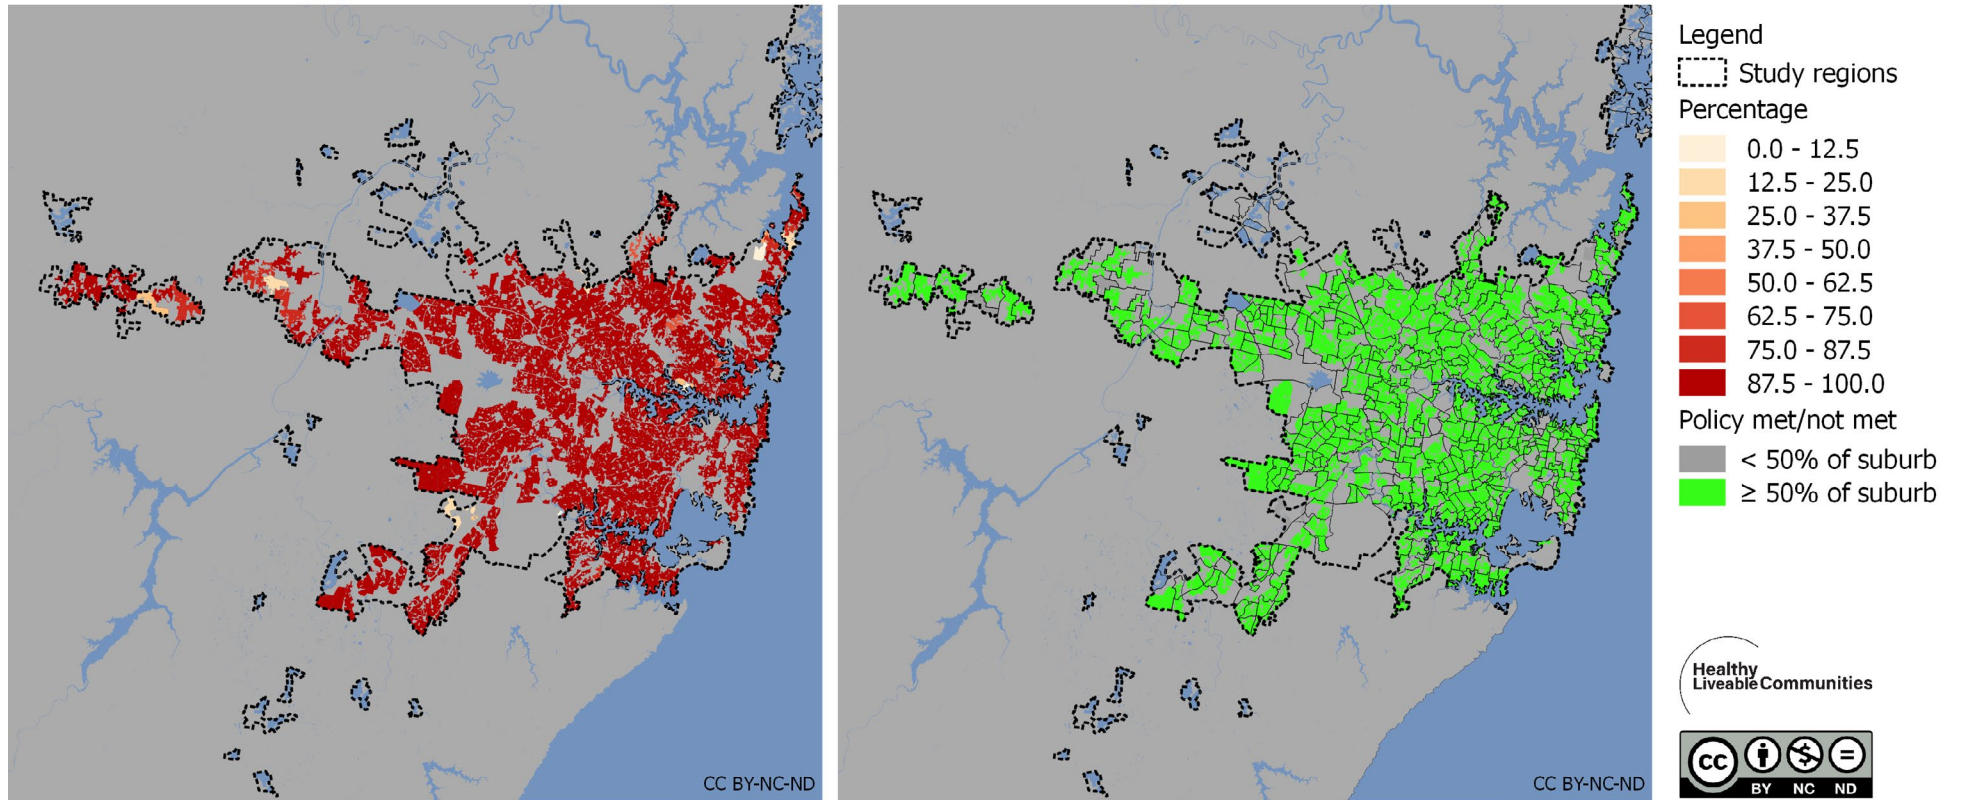 CC BY-NC-ND
CC BY-NC-ND
Legend
Study regions
Percentage
0.0 - 12.5
12.5 - 25.0
25.0 - 37.5
37.5 - 50.0
50.0 - 62.5
62.5 - 75.0
75.0 - 87.5
87.5 - 100.0
Policy met/not met
< 50% of suburb
≥ 50% of suburb
Healthy
Liveable Communities
cc
BY NC ND